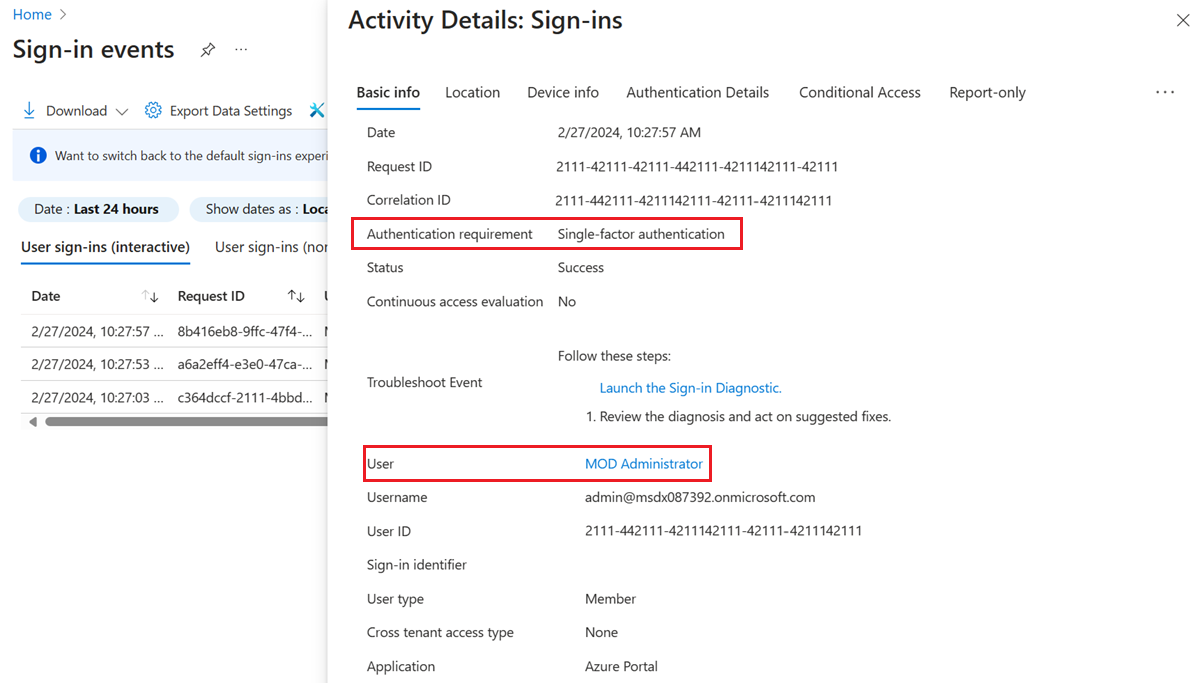 Home
Sign-in events
...
Download
Export Data Settings
Want to switch back to the default sign-ins experi
Date : Last 24 hours
Show dates as : Loca
User sign-ins (interactive)
User sign-ins (non
Date
Request ID
2/27/2024, 10:27:57 ...
8b416eb8-9ffc-47f4-...
2/27/2024, 10:27:53 ...
a6a2eff4-e3e0-47ca-...
2/27/2024, 10:27:03 ...
c364dccf-2111-4bbd...
Activity Details: Sign-ins
Basic info
Location
Device info
Authentication Details
Conditional Access
Report-only
...
Date 2/27/2024, 10:27:57 AM
Request ID 2111-42111-42111-442111-4211142111-42111
Correlation ID 2111-442111-4211142111-42111-4211142111
Authentication requirement Single-factor authentication
Status Success
Continuous access evaluation No
Follow these steps:
Troubleshoot Event
Launch the Sign-in Diagnostic.
1. Review the diagnosis and act on suggested fixes.
User MOD Administrator
Username admin@msdx087392.onmicrosoft.com
User ID 2111-442111-4211142111-42111-4211142111
Sign-in identifier
User type Member
Cross tenant access type None
Application Azure Portal